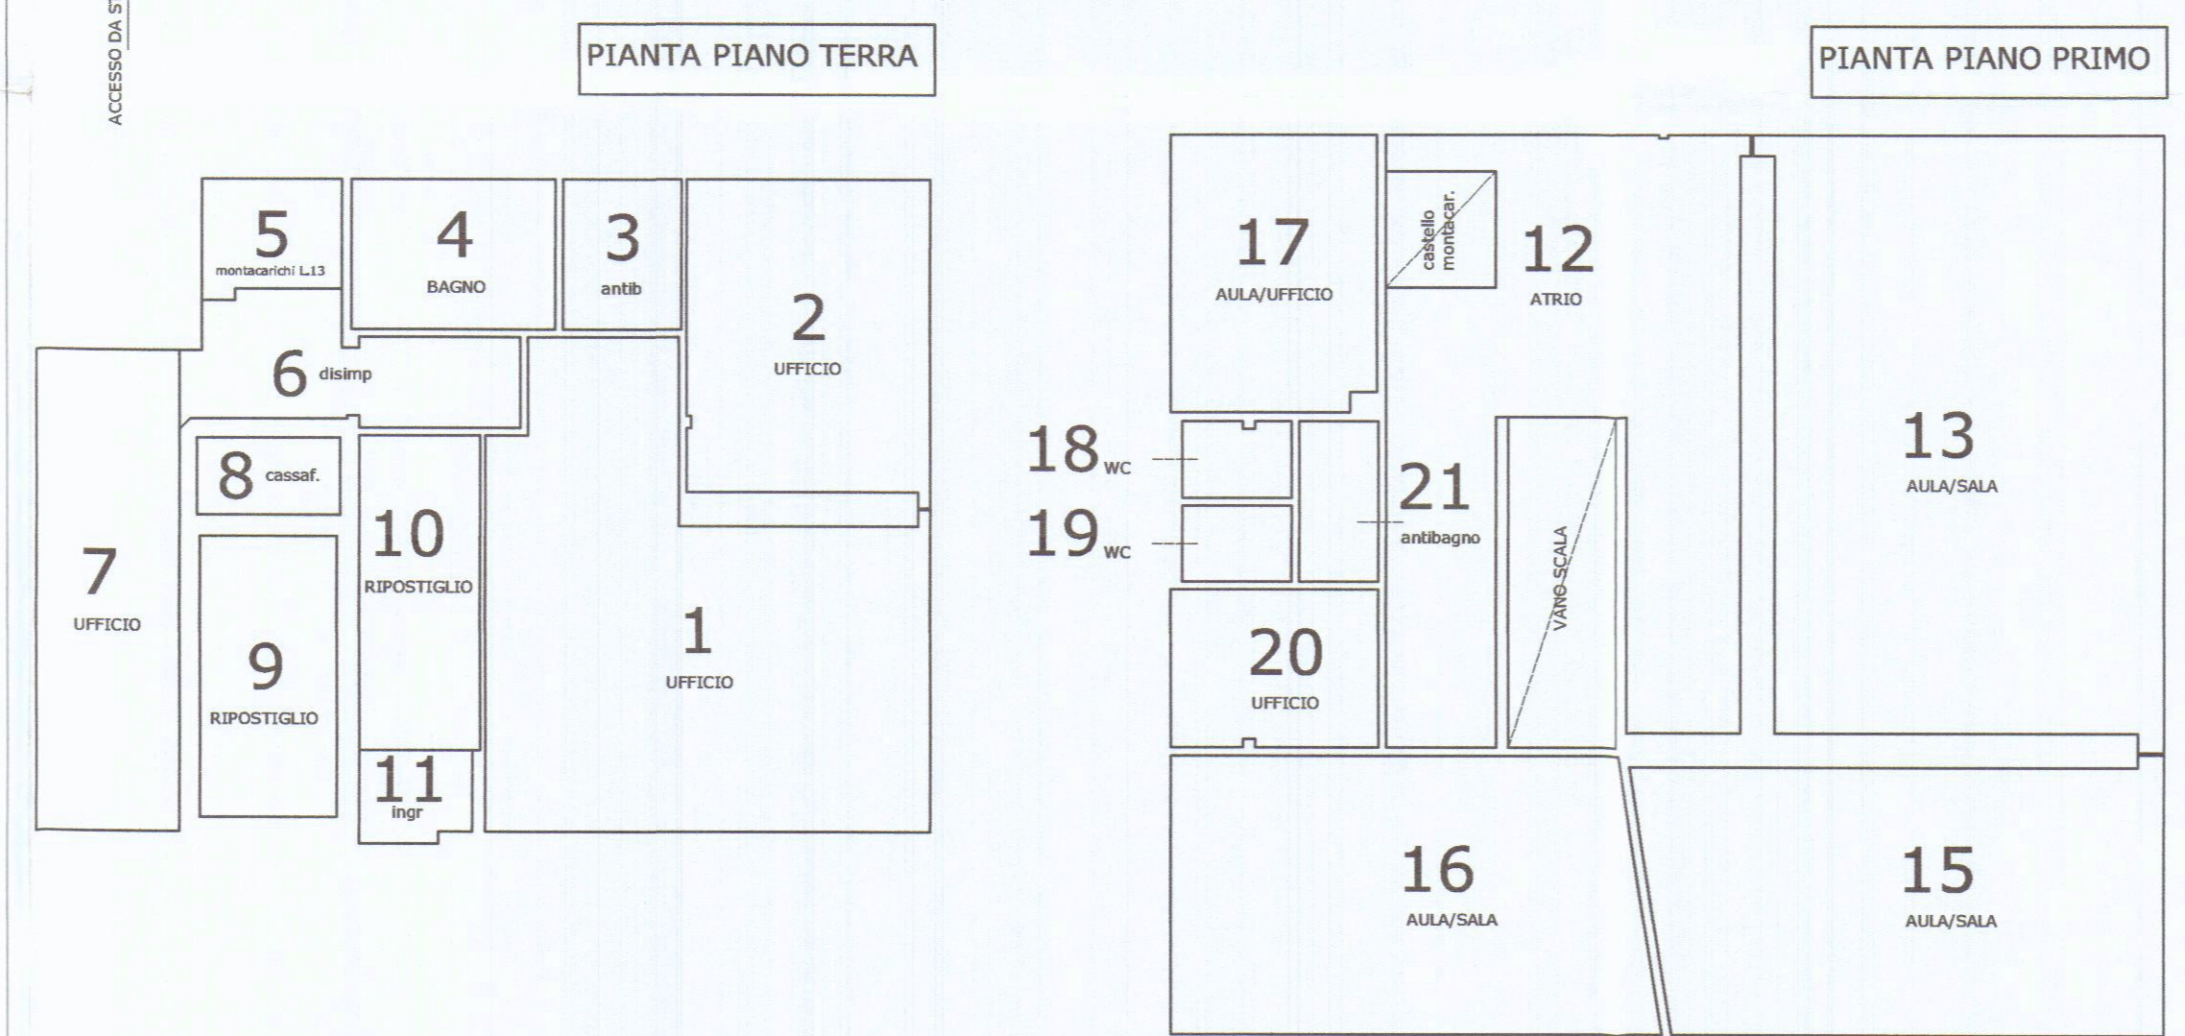 ACCESSO DA
PIANTA PIANO TERRA
5
montacarichi L.13
4
BAGNO
3
antib
2
UFFICIO
6 disimp
8 cassaf.
10
RIPOSTIGLIO
7
UFFICIO
9
RIPOSTIGLIO
1
UFFICIO
11
ingr
PIANTA PIANO PRIMO
17
AULA/UFFICIO
castello
montacar.
12
ATRIO
13
AULA/SALA
18 WC
19 WC
21
antibagno
VANO SCALA
20
UFFICIO
16
AULA/SALA
15
AULA/SALA